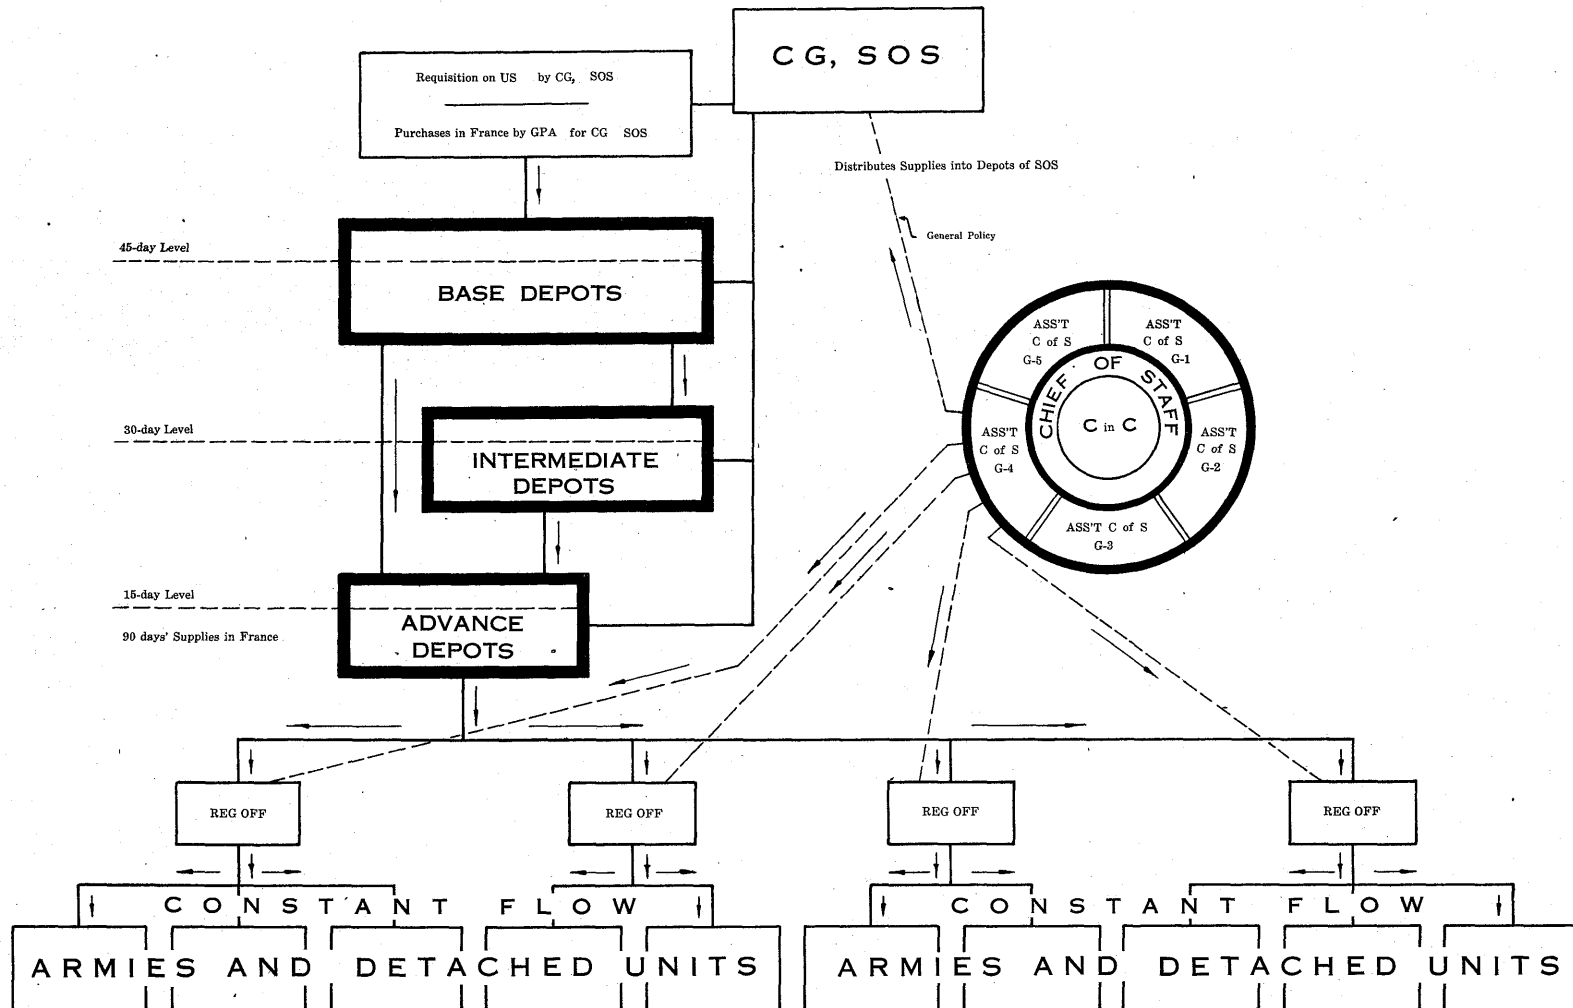 CG, SOS
Requisition on US by CG, SOS
Purchases in France by GPA for CG SOS
Distributes Supplies into Depots of SOS
General Policy
45-day Level
BASE DEPOTS
30-day Level
INTERMEDIATE
DEPOTS
15-day Level
90 days' Supplies in France
ADVANCE
DEPOTS
ASS'T
C of S
G-5
ASS'T
C of S
G-1
CHIEF OF STAFF
C in C
ASS'T
C of S
G-4
ASS'T
C of S
G-2
ASS'T C of S
G-3
REG OFF
REG OFF
REG OFF
REG OFF
CONSTANT FLOW
CONSTANT FLOW
ARMIES AND DETACHED UNITS
ARMIES AND DETACHED UNITS